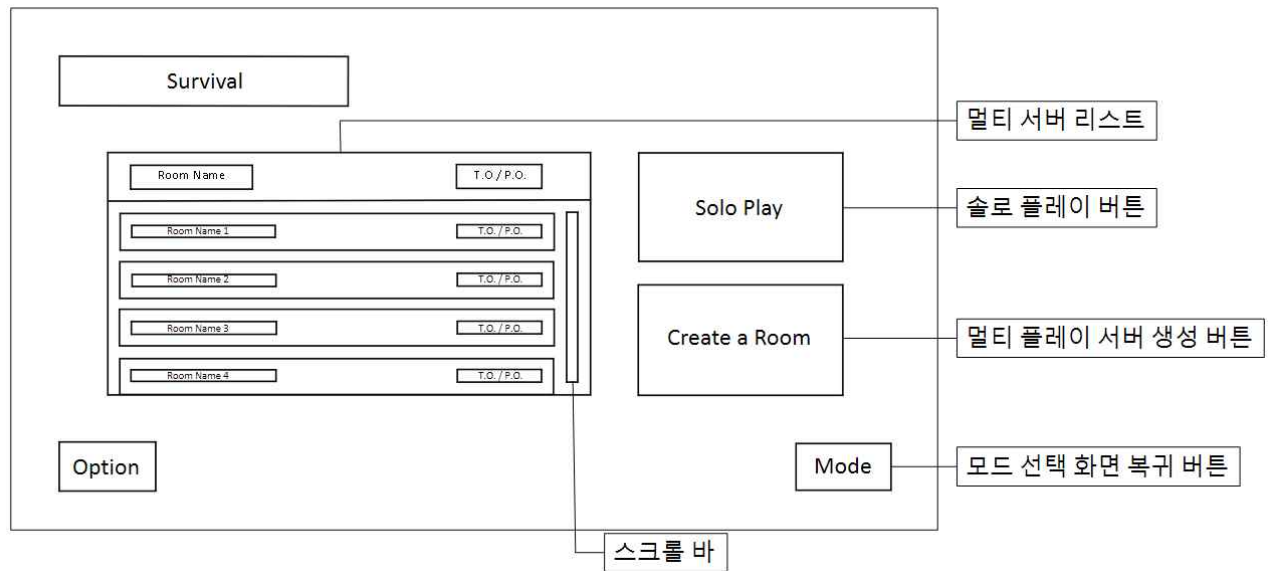 Survival
멀티 서버 리스트
Room Name T.O / P.O.
Solo Play
솔로 플레이 버튼
Room Name 1 T.O. / P.O.
Room Name 2 T.O. / P.O.
Room Name 3 T.O. / P.O.
Create a Room
멀티 플레이 서버 생성 버튼
Room Name 4 T.O. / P.O.
Option
Mode
모드 선택 화면 복귀 버튼
스크롤 바